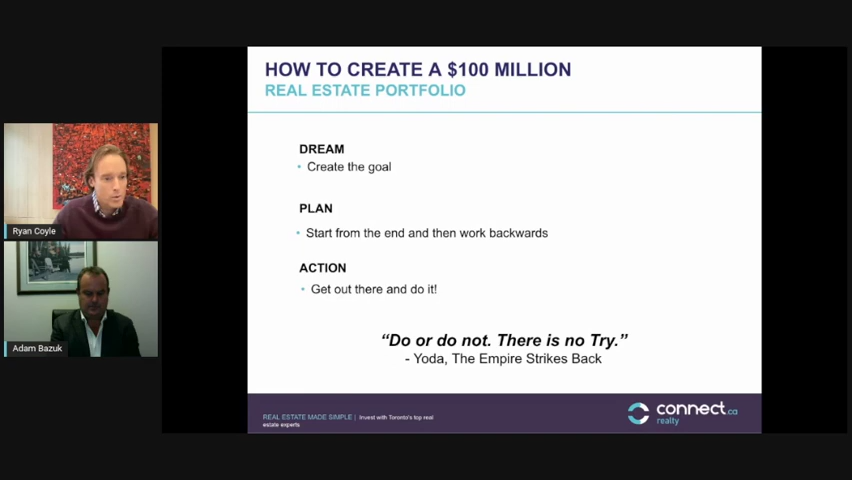 HOW TO CREATE A $100 MILLION
REAL ESTATE PORTFOLIO
DREAM
• Create the goal
PLAN
• Start from the end and then work backwards
ACTION
• Get out there and do it!
“Do or do not. There is no Try.”
- Yoda, The Empire Strikes Back
REAL ESTATE MADE SIMPLE | Invest with Toronto's top real
estate experts
connect.ca
realty
Ryan Coyle
Adam Bazuk